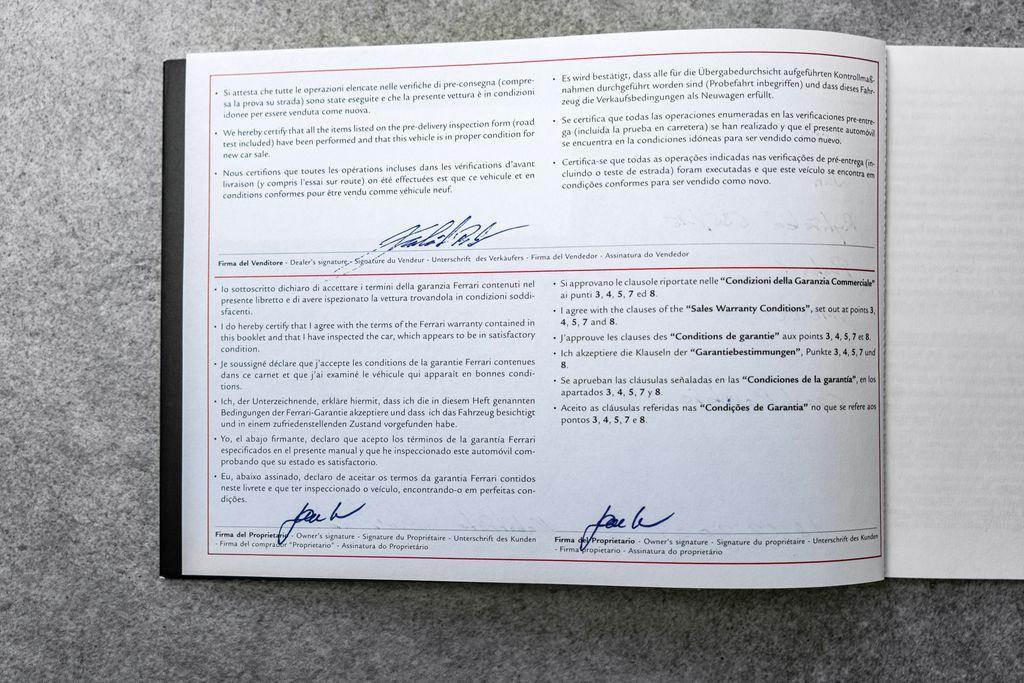 • Si attesta che tutte le operazioni elencate nelle verifiche di pre-consegna (compre-
sa la prova su strada) sono state eseguite e che la presente vettura è in condizioni
idonee per essere venduta come nuova.
• We hereby certify that all the items listed on the pre-delivery inspection form (road
test included) have been performed and that this vehicle is in proper condition for
new car sale.
• Nous certifions que toutes les opérations incluses dans les vérifications d'avant
livraison (y compris l'essai sur route) on été effectuées est que ce vehicule et en
conditions conformes pour être vendu comme véhicule neuf.
• Es wird bestätigt, dass alle für die Übergabedurchsicht aufgeführten Kontrollmaß-
nahmen durchgeführt worden sind (Probefahrt inbegriffen) und dass dieses Fahr-
zeug die Verkaufsbedingungen als Neuwagen erfüllt.
• Se certifica que todas las operaciones enumeradas en las verificaciones pre-entre-
ga (incluida la prueba en carretera) se han realizado y que el presente automóvil
se encuentra en la condiciones idóneas para ser vendido como nuevo.
• Certifica-se que todas as operações indicadas nas verificações de pré-entrega (in-
cluindo o teste de estrada) foram executadas e que este veículo se encontra em
condições conformes para ser vendido como novo.
Firma del Venditore - Dealer's signature - Signature du Vendeur - Unterschrift des Verkäufers - Firma del Vendedor - Assinatura do Vendedor
• Io sottoscritto dichiaro di accettare i termini della garanzia Ferrari contenuti nel
presente libretto e di avere ispezionato la vettura trovandola in condizioni soddi-
sfacenti.
• I do hereby certify that I agree with the terms of the Ferrari warranty contained in
this booklet and that I have inspected the car, which appears to be in satisfactory
condition.
• Je soussigné déclare que j'accepte les conditions de la garantie Ferrari contenues
dans ce carnet et que j'ai examiné le véhicule qui apparaît en bonnes condi-
tions.
• Ich, der Unterzeichnende, erkläre hiermit, dass ich die in diesem Heft genannten
Bedingungen der Ferrari-Garantie akzeptiere und dass ich das Fahrzeug besichtigt
und in einem zufriedenstellenden Zustand vorgefunden habe.
• Yo, el abajo firmante, declaro que acepto los términos de la garantía Ferrari
especificados en el presente manual y que he inspeccionado este automóvil com-
probando que su estado es satisfactorio.
• Eu, abaixo assinado, declaro de aceitar os termos da garantia Ferrari contidos
neste livrete e que ter inspeccionado o veículo, encontrando-o em perfeitas con-
dições.
Firma del Proprietario - Owner's signature - Signature du Propriétaire - Unterschrift des Kunden
- Firma del comprador "Proprietario" - Assinatura do Proprietário
• Si approvano le clausole riportate nelle "Condizioni della Garanzia Commerciale"
ai punti 3, 4, 5, 7 ed 8.
• I agree with the clauses of the "Sales Warranty Conditions", set out at points 3,
4, 5, 7 and 8.
• J'approuve les clauses des "Conditions de garantie" aux points 3, 4, 5, 7 et 8.
• Ich akzeptiere die Klauseln der "Garantiebestimmungen", Punkte 3, 4, 5, 7 und
8.
• Se aprueban las cláusulas señaladas en las "Condiciones de la garantía", en los
apartados 3, 4, 5, 7 y 8.
• Aceito as cláusulas referidas nas "Condições de Garantia" no que se refere aos
pontos 3, 4, 5, 7 e 8.
Firma del Proprietario - Owner's signature - Signature du propriétaire - Unterschrift des Kunden
- Firma propietario - Assinatura do proprietário